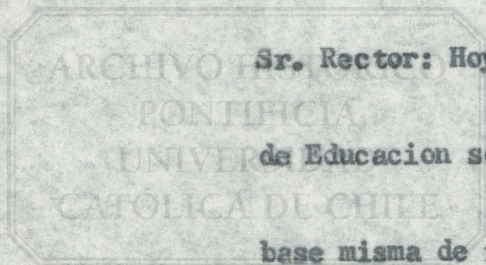 ARCHIVO HISTÓRICO
PONTIFICIA
UNIVERSIDAD
CATÓLICA DE CHILE
Sr. Rector: Hoy
de Educacion
base misma de